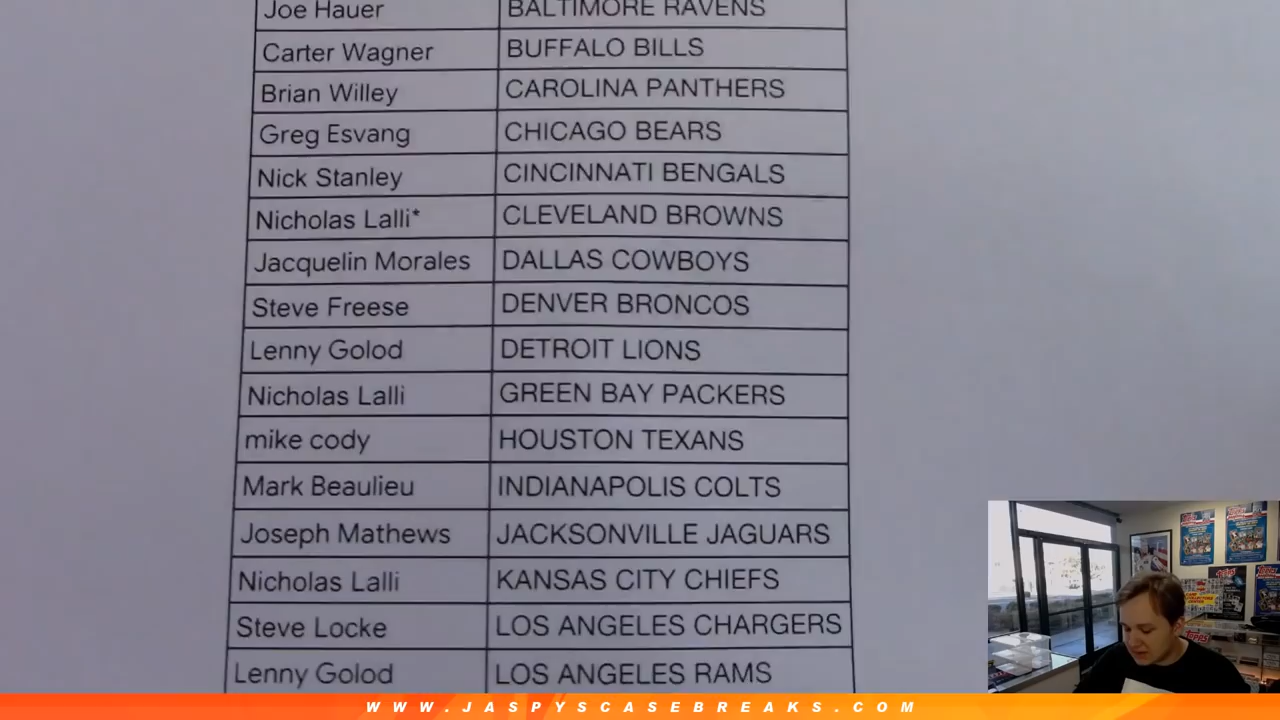 Joe Hauer BALTIMORE RAVENS
Carter Wagner BUFFALO BILLS
Brian Willey CAROLINA PANTHERS
Greg Esvang CHICAGO BEARS
Nick Stanley CINCINNATI BENGALS
Nicholas Lalli* CLEVELAND BROWNS
Jacquelin Morales DALLAS COWBOYS
Steve Freese DENVER BRONCOS
Lenny Golod DETROIT LIONS
Nicholas Lalli GREEN BAY PACKERS
mike cody HOUSTON TEXANS
Mark Beaulieu INDIANAPOLIS COLTS
Joseph Mathews JACKSONVILLE JAGUARS
Nicholas Lalli KANSAS CITY CHIEFS
Steve Locke LOS ANGELES CHARGERS
Lenny Golod LOS ANGELES RAMS
WWW.JASPYSCASEBREAKS.COM